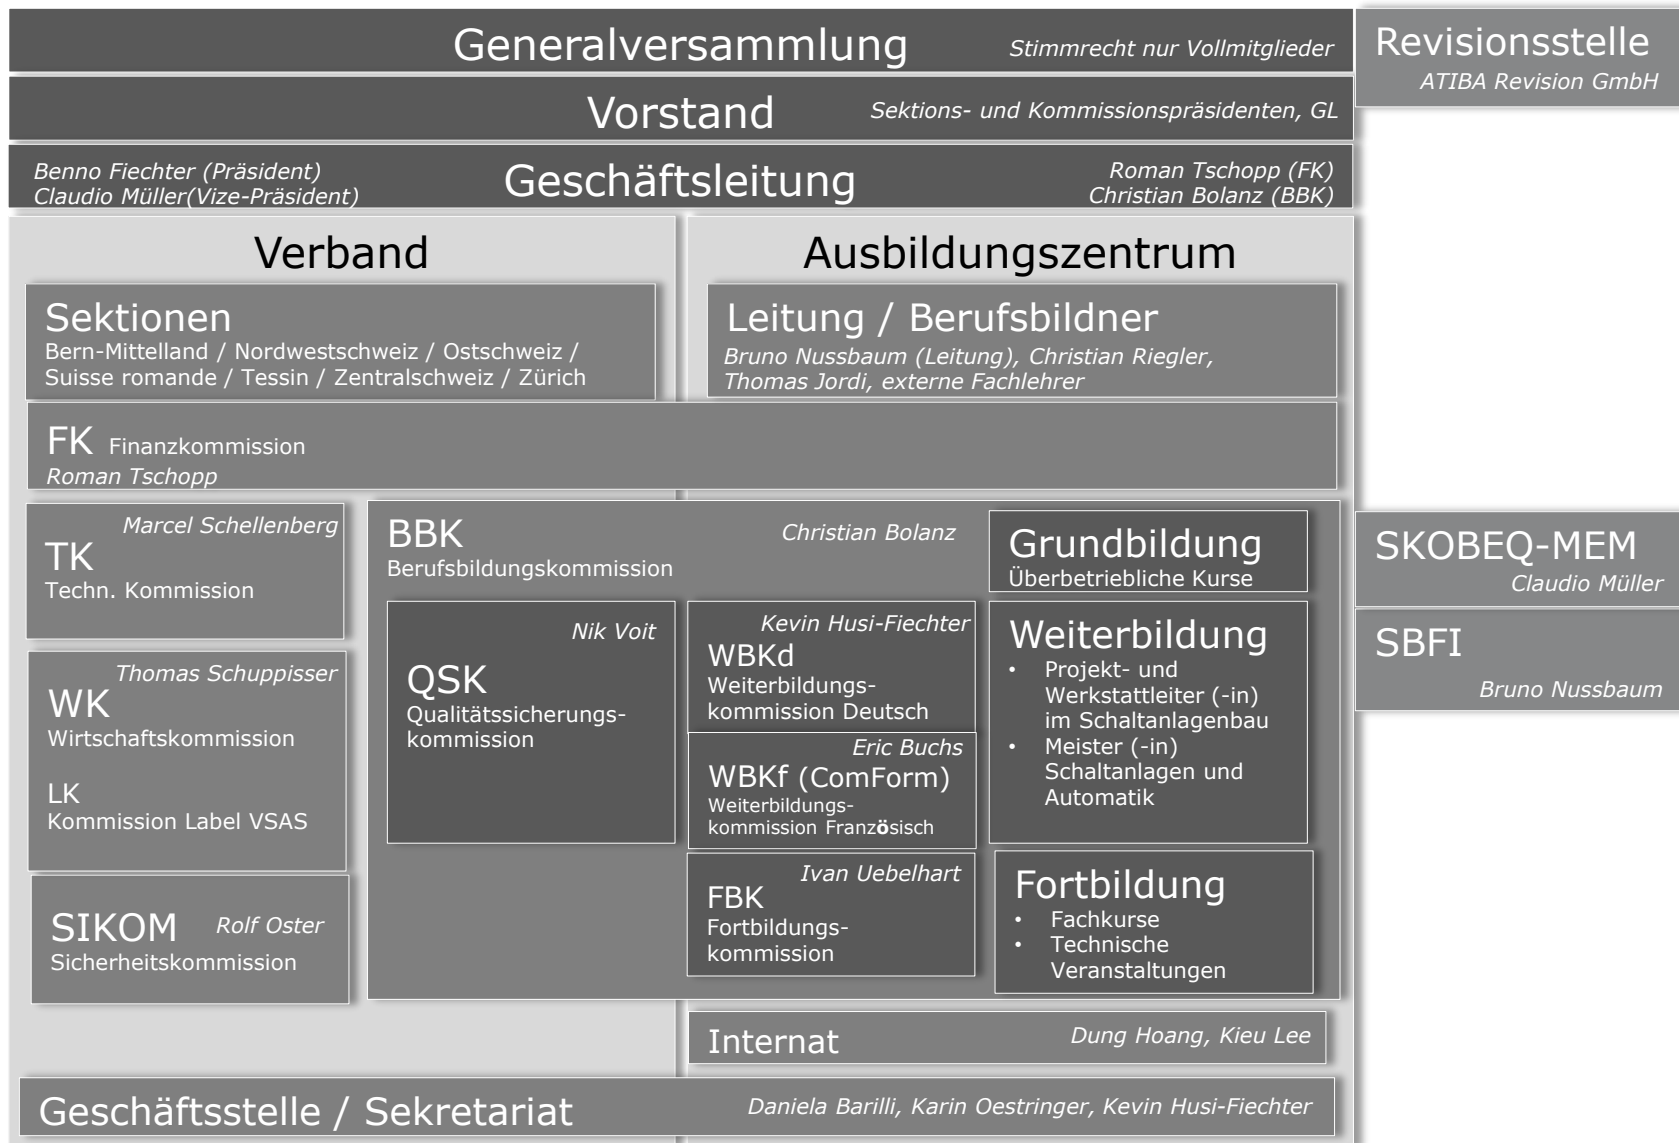 Generalversammlung
Stimmrecht nur Vollmitglieder
Revisionsstelle
ATIBA Revision GmbH
Vorstand
Sektions- und Kommissionspräsidenten, GL
Benno Fiechter (Präsident)
Claudio Müller(Vize-Präsident)
Geschäftsleitung
Roman Tschopp (FK)
Christian Bolanz (BBK)
Verband
Ausbildungszentrum
Sektionen
Bern-Mittelland / Nordwestschweiz / Ostschweiz /
Suisse romande / Tessin / Zentralschweiz / Zürich
Leitung / Berufsbildner
Bruno Nussbaum (Leitung), Christian Riegler,
Thomas Jordi, externe Fachlehrer
FK Finanzkommission
Roman Tschopp
Marcel Schellenberg
TK
Techn. Kommission
Thomas Schuppisser
WK
Wirtschaftskommission
LK
Kommission Label VSAS
SIKOM Rolf Oster
Sicherheitskommission
BBK
Christian Bolanz
Berufsbildungskommission
Nik Voit
QSK
Qualitätssicherungs-
kommission
Kevin Husi-Fiechter
WBKd
Weiterbildungs-
kommission Deutsch
Eric Buchs
WBKf (ComForm)
Weiterbildungs-
kommission Französisch
Ivan Uebelhart
FBK
Fortbildungs-
kommission
Grundbildung
Überbetriebliche Kurse
Weiterbildung
• Projekt- und
Werkstattleiter (-in)
im Schaltanlagenbau
• Meister (-in)
Schaltanlagen und
Automatik
Fortbildung
• Fachkurse
• Technische
Veranstaltungen
SKOBEQ-MEM
Claudio Müller
SBFI
Bruno Nussbaum
Internat
Dung Hoang, Kieu Lee
Geschäftsstelle / Sekretariat
Daniela Barilli, Karin Oestringer, Kevin Husi-Fiechter